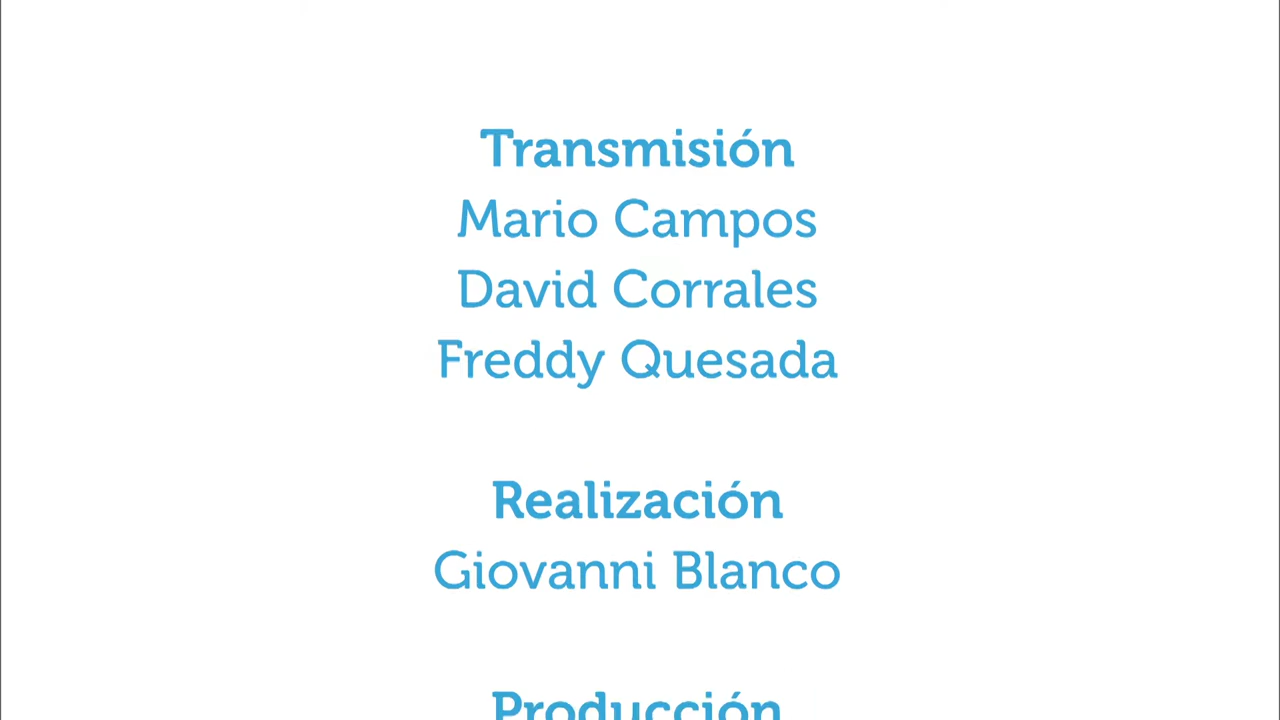 Transmisión
Mario Campos
David Corrales
Freddy Quesada
Realización
Giovanni Blanco
Producción